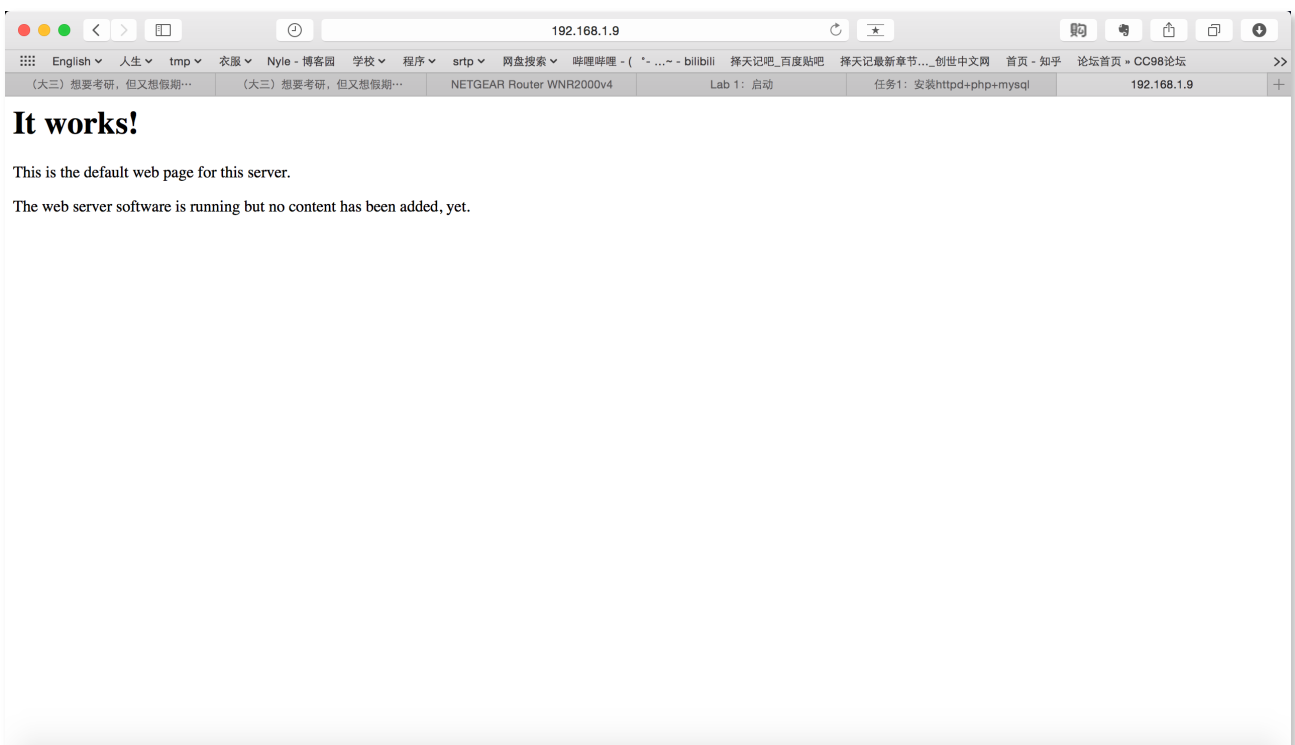 192.168.1.9
English 人生 tmp 衣服 Nyle - 博客园 学校 程序 srtp 网盘搜索 哔哩哔哩 - ( ゜- ...~ - bilibili 择天记吧_百度贴吧 择天记最新章节..._创世中文网 首页 - 知乎 论坛首页 » CC98论坛 >>
（大三）想要考研，但又想假期… （大三）想要考研，但又想假期… NETGEAR Router WNR2000v4 Lab 1：启动 任务1：安装httpd+php+mysql 192.168.1.9 +
It works!
This is the default web page for this server.
The web server software is running but no content has been added, yet.